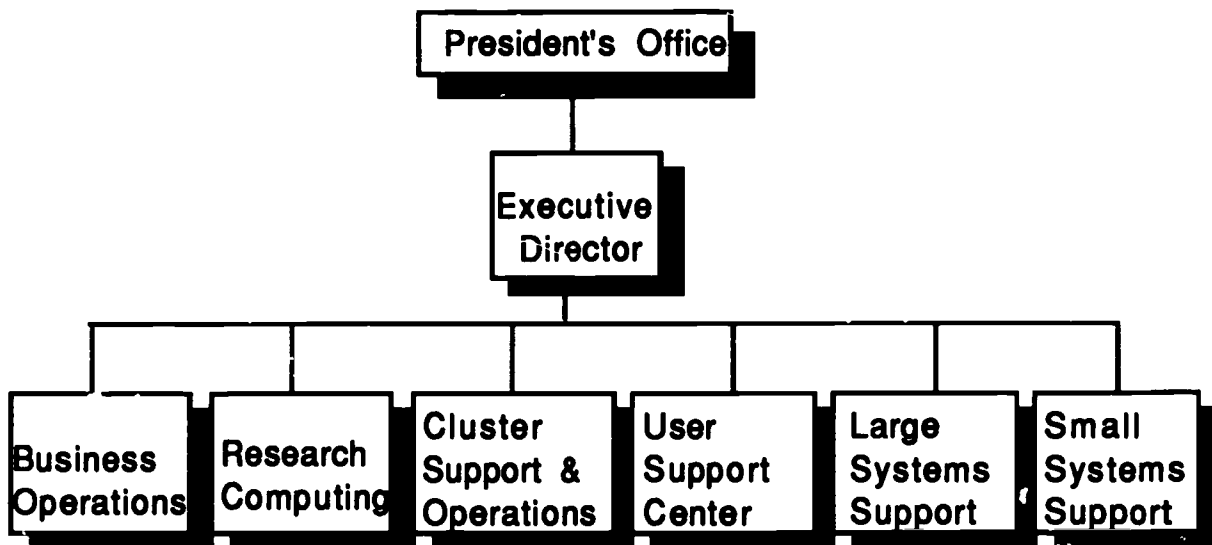 President's Office
Executive
Director
Business
Operations
Research
Computing
Cluster
Support &
Operations
User
Support
Center
Large
Systems
Support
Small
Systems
Support